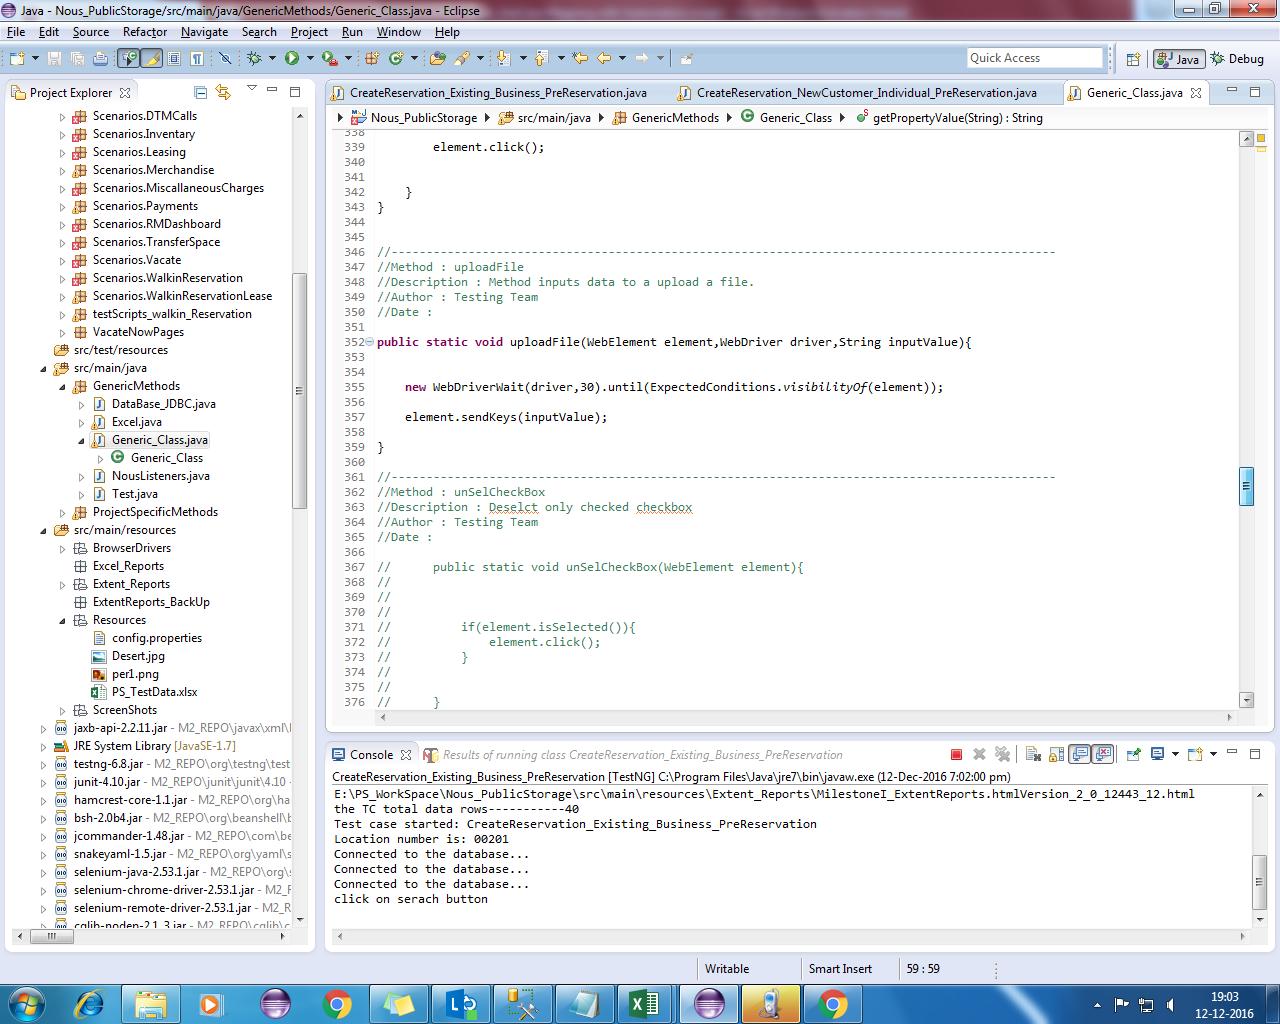 Java - Nous_PublicStorage/src/main/java/GenericMethods/Generic_Class.java - Eclipse
File Edit Source Refactor Navigate Search Project Run Window Help
Quick Access
Java
Debug
Project Explorer
Scenarios.DTMCalls
Scenarios.Inventory
Scenarios.Leasing
Scenarios.Merchandise
Scenarios.MiscallaneousCharges
Scenarios.Payments
Scenarios.RMDashboard
Scenarios.TransferSpace
Scenarios.Vacate
Scenarios.WalkinReservation
Scenarios.WalkinReservationLease
testScripts_walkin_Reservation
VacateNowPages
src/test/resources
src/main/java
GenericMethods
DataBase_JDBC.java
Excel.java
Generic_Class.java
Generic_Class
NousListeners.java
Test.java
ProjectSpecificMethods
src/main/resources
BrowserDrivers
Excel_Reports
Extent_Reports
ExtentReports_BackUp
Resources
config.properties
Desert.jpg
per1.png
PS_TestData.xlsx
ScreenShots
jaxb-api-2.2.11.jar - M2_REPO\javax\xml\
JRE System Library [JavaSE-1.7]
testng-6.8.jar - M2_REPO\org\testng\test
junit-4.10.jar - M2_REPO\junit\junit\4.10 -
hamcrest-core-1.1.jar - M2_REPO\org\ha
bsh-2.0b4.jar - M2_REPO\org\beanshell\b
jcommander-1.48.jar - M2_REPO\com\be
snakeyaml-1.5.jar - M2_REPO\org\yaml\s
selenium-java-2.53.1.jar - M2_REPO\org\s
selenium-chrome-driver-2.53.1.jar - M2_R
selenium-remote-driver-2.53.1.jar - M2_R
cglib-nodep-2.1_3.jar - M2_REPO\cglib\c
CreateReservation_Existing_Business_PreReservation.java
CreateReservation_NewCustomer_Individual_PreReservation.java
Generic_Class.java
Nous_PublicStorage src/main/java GenericMethods Generic_Class getPropertyValue(String) : String
338
339 element.click();
340
341
342 }
343 }
344
345
346 //-----------------------------------------------------------------------------------------------
347 //Method : uploadFile
348 //Description : Method inputs data to a upload a file.
349 //Author : Testing Team
350 //Date :
351
352 public static void uploadFile(WebElement element,WebDriver driver,String inputValue){
353
354
355 new WebDriverWait(driver,30).until(ExpectedConditions.visibilityOf(element));
356
357 element.sendKeys(inputValue);
358
359 }
360
361 //-----------------------------------------------------------------------------------------------
362 //Method : unSelCheckBox
363 //Description : Deselct only checked checkbox
364 //Author : Testing Team
365 //Date :
366
367 // public static void unSelCheckBox(WebElement element){
368 //
369 //
370 //
371 // if(element.isSelected()){
372 // element.click();
373 // }
374 //
375 //
376 // }
Console
Results of running class CreateReservation_Existing_Business_PreReservation
CreateReservation_Existing_Business_PreReservation [TestNG] C:\Program Files\Java\jre7\bin\javaw.exe (12-Dec-2016 7:02:00 pm)
E:\PS_WorkSpace\Nous_PublicStorage\src\main\resources\Extent_Reports\MilestoneI_ExtentReports.htmlVersion_2_0_12443_12.html
the TC total data rows-----------40
Test case started: CreateReservation_Existing_Business_PreReservation
Location number is: 00201
Connected to the database...
Connected to the database...
Connected to the database...
click on serach button
Writable
Smart Insert
59 : 59
19:03
12-12-2016